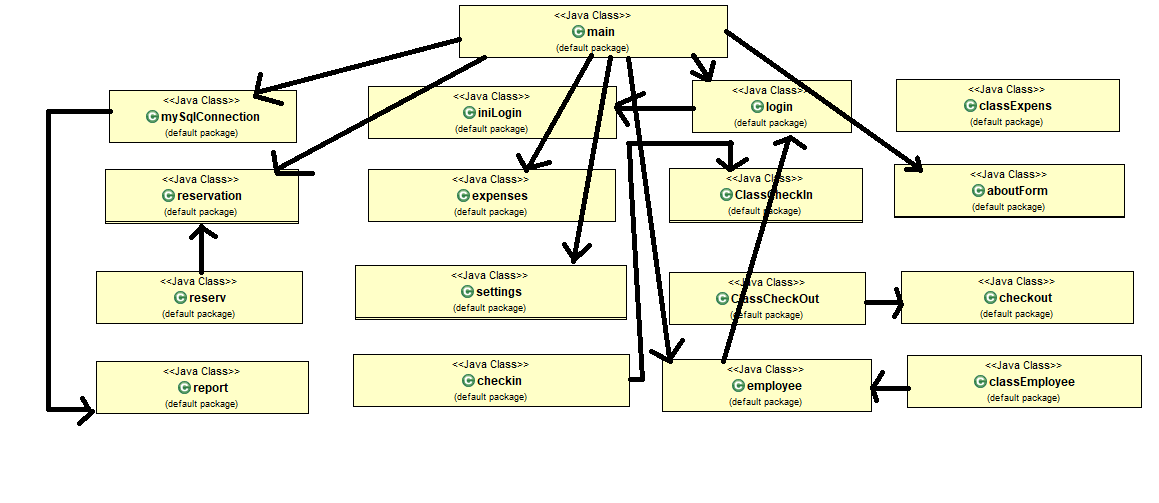 <<Java Class>>
C main
(default package)
<<Java Class>>
C mySqlConnection
(default package)
<<Java Class>>
C iniLogin
(default package)
<<Java Class>>
C login
(default package)
<<Java Class>>
C classExpens
(default package)
<<Java Class>>
C reservation
(default package)
<<Java Class>>
C expenses
(default package)
<<Java Class>>
C ClassCheckIn
(default package)
<<Java Class>>
C aboutForm
(default package)
<<Java Class>>
C reserv
(default package)
<<Java Class>>
C settings
(default package)
<<Java Class>>
C ClassCheckOut
(default package)
<<Java Class>>
C checkout
(default package)
<<Java Class>>
C report
(default package)
<<Java Class>>
C checkin
(default package)
<<Java Class>>
C employee
(default package)
<<Java Class>>
C classEmployee
(default package)